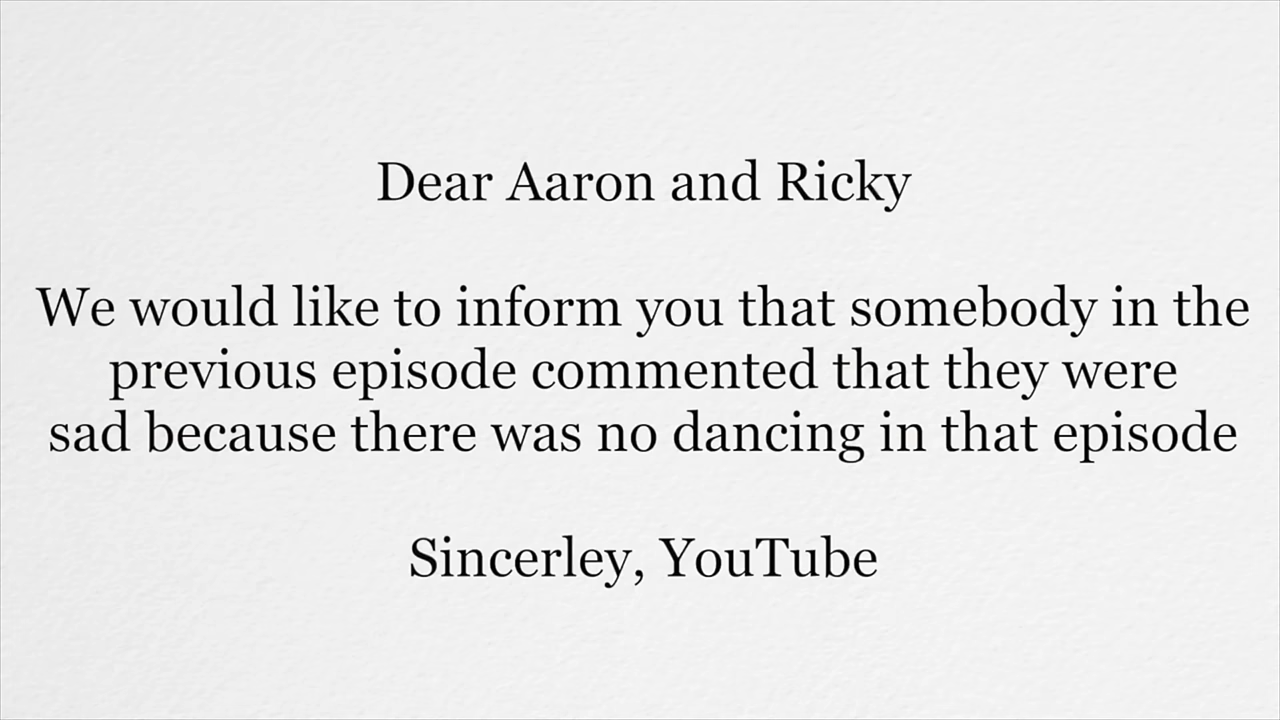 Dear Aaron and Ricky
We would like to inform you that somebody in the
previous episode commented that they were
sad because there was no dancing in that episode
Sincerley, YouTube